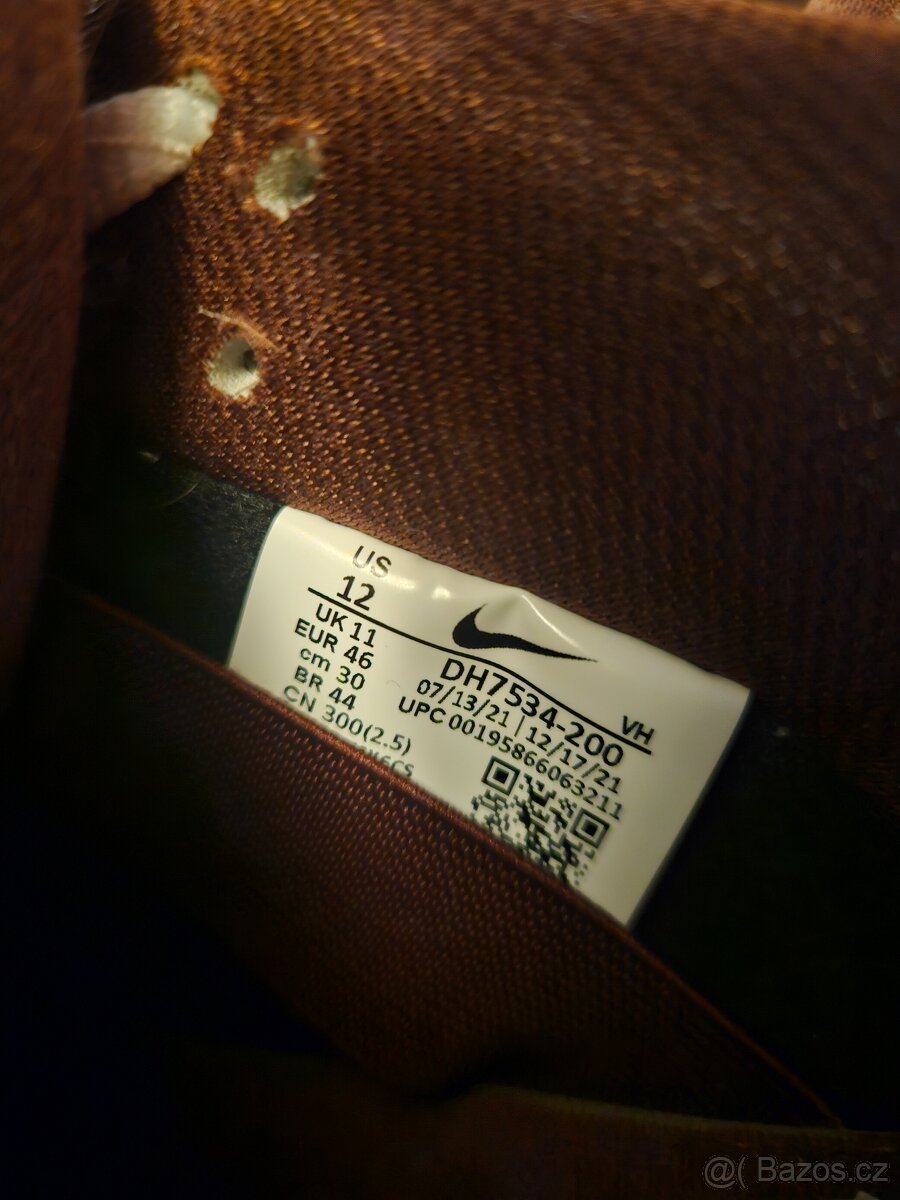 US
12
UK 11
EUR 46
cm 30
BR 44
CN 300(2.5)
VH
DH7534-200
07/13/21 | 12/17/21
UPC 00195866063211
@( Bazos.cz